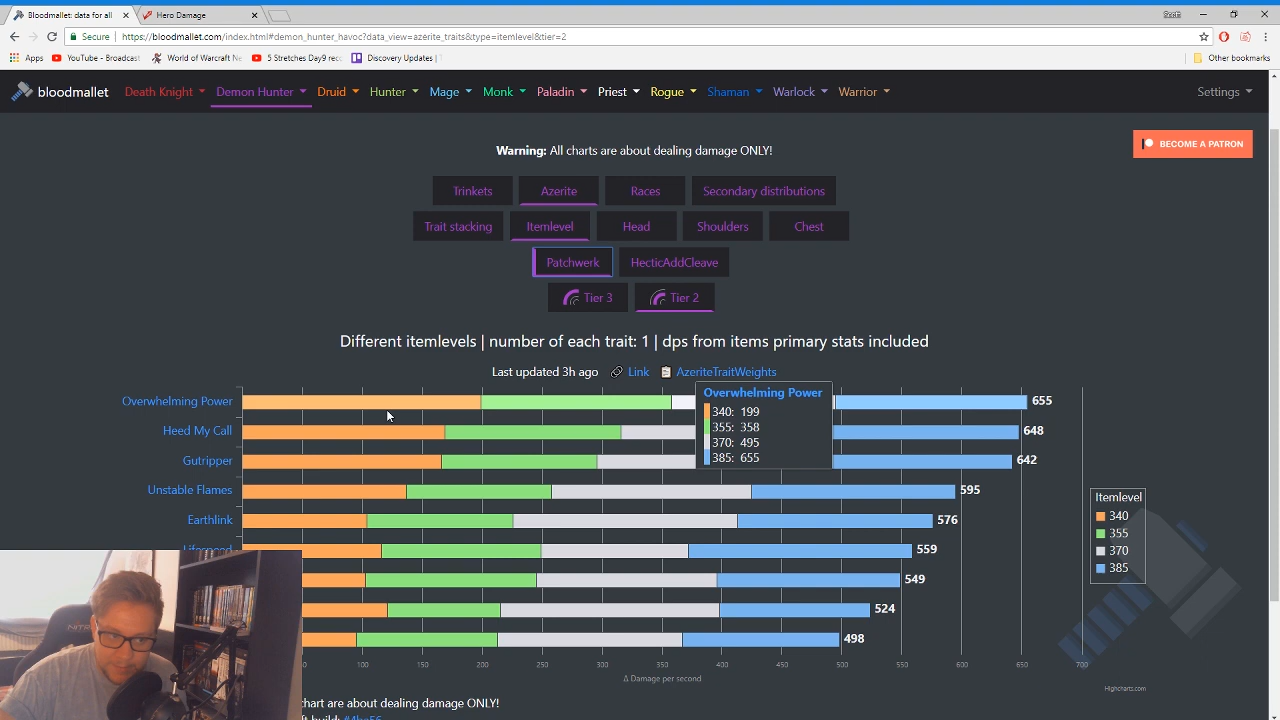 Bloodmallet: data for all
Hero Damage
Secure
https://bloodmallet.com/index.html#demon_hunter_havoc?data_view=azerite_traits&type=itemlevel&tier=2
Apps
YouTube - Broadcast
World of Warcraft Ne
5 Stretches Day9 rec
Discovery Updates |
Other bookmarks
bloodmallet
Death Knight
Demon Hunter
Druid
Hunter
Mage
Monk
Paladin
Priest
Rogue
Shaman
Warlock
Warrior
Settings
Warning: All charts are about dealing damage ONLY!
BECOME A PATRON
Trinkets
Azerite
Races
Secondary distributions
Trait stacking
Itemlevel
Head
Shoulders
Chest
Patchwerk
HecticAddCleave
Tier 3
Tier 2
Different itemlevels | number of each trait: 1 | dps from items primary stats included
Last updated 3h ago
Link
AzeriteTraitWeights
Overwhelming Power
655
Overwhelming Power
340: 199
355: 358
370: 495
385: 655
Heed My Call
648
Gutripper
642
Unstable Flames
595
Earthlink
576
559
549
524
498
Itemlevel
340
355
370
385
100
150
200
250
300
350
400
450
500
550
600
650
700
Δ Damage per second
Highcharts.com
chart are about dealing damage ONLY!
NITRO